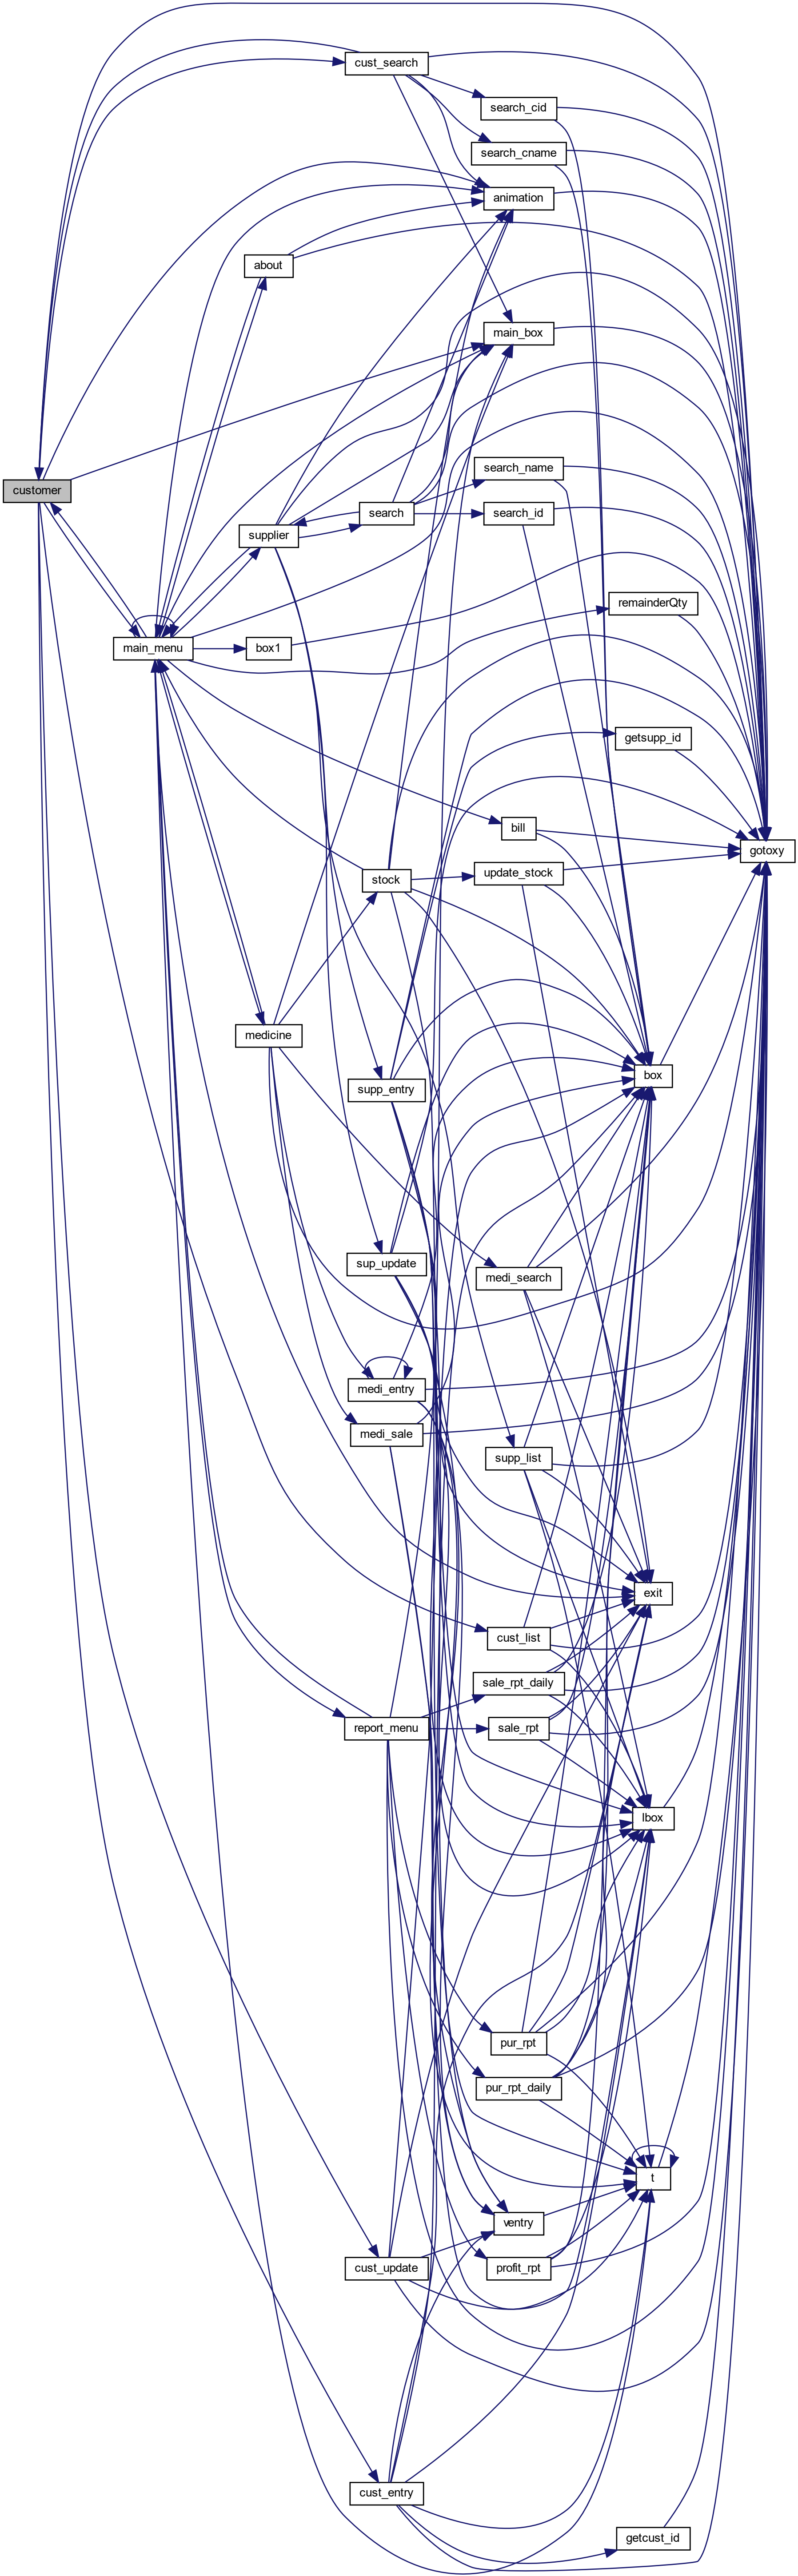 cust_search
search_cid
search_cname
animation
about
main_box
search_name
customer
search
search_id
supplier
remainderQty
main_menu
box1
getsupp_id
bill
gotoxy
stock
update_stock
medicine
box
supp_entry
sup_update
medi_search
medi_entry
medi_sale
supp_list
exit
cust_list
sale_rpt_daily
report_menu
sale_rpt
lbox
pur_rpt
pur_rpt_daily
t
ventry
cust_update
profit_rpt
cust_entry
getcust_id